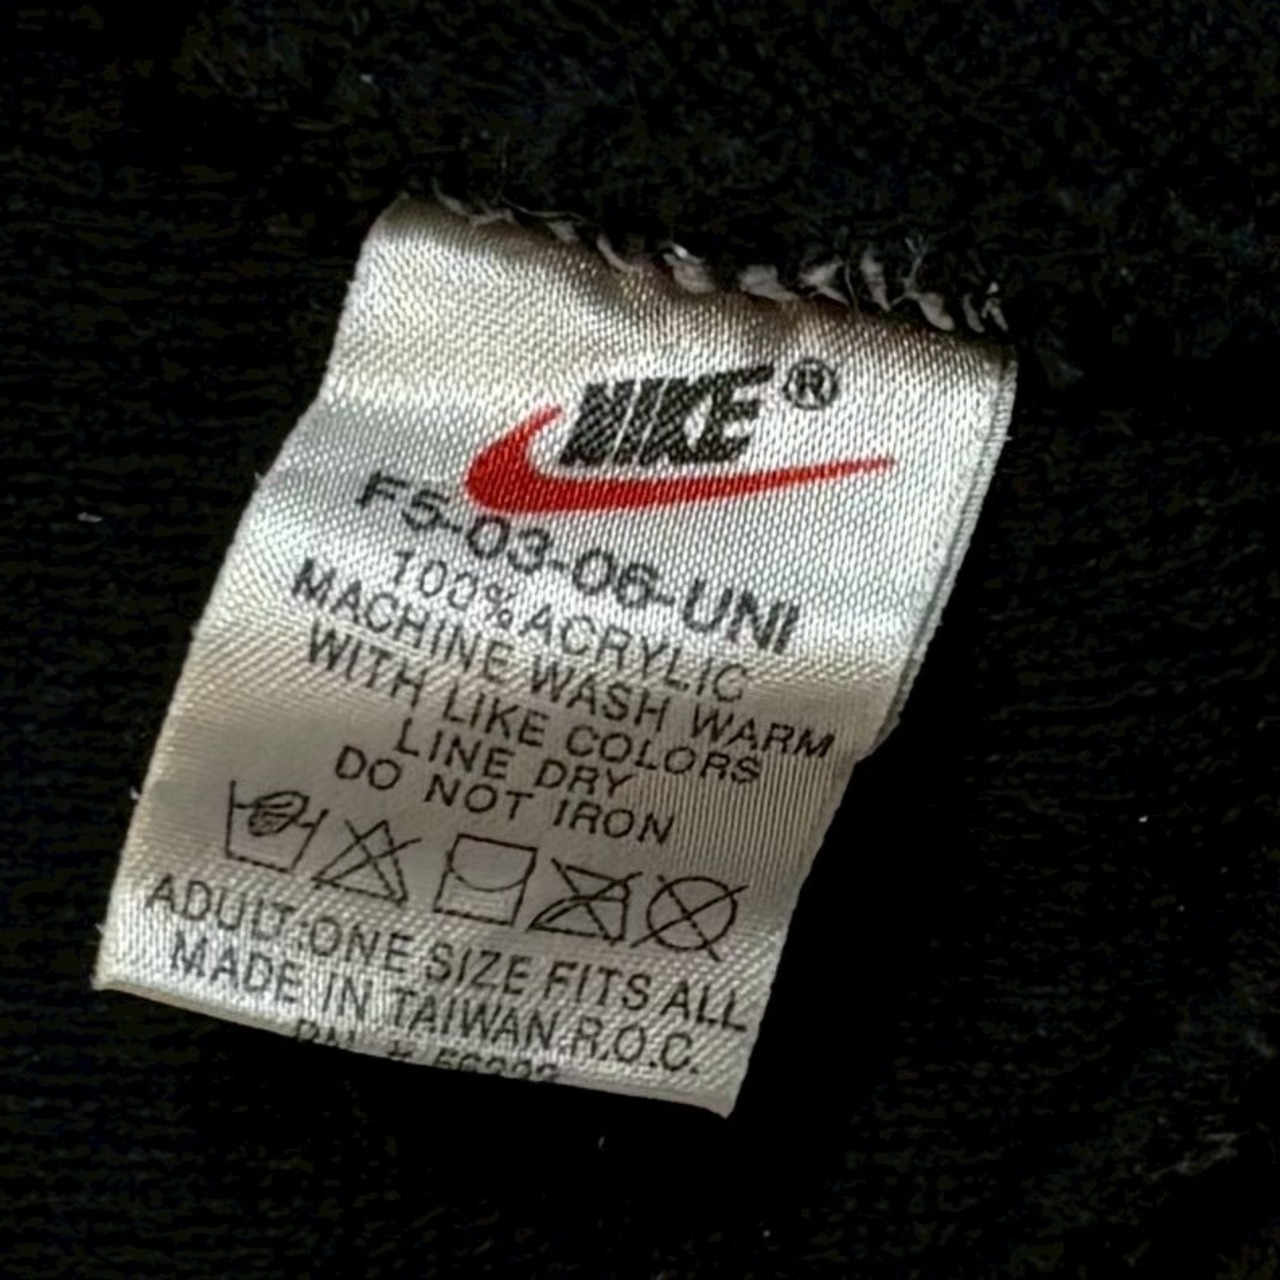 NIKE ®
F5-03-06-UNI
100% ACRYLIC
MACHINE WASH WARM
WITH LIKE COLORS
LINE DRY
DO NOT IRON
ADULT:ONE SIZE FITS ALL
MADE IN TAIWAN R.O.C.